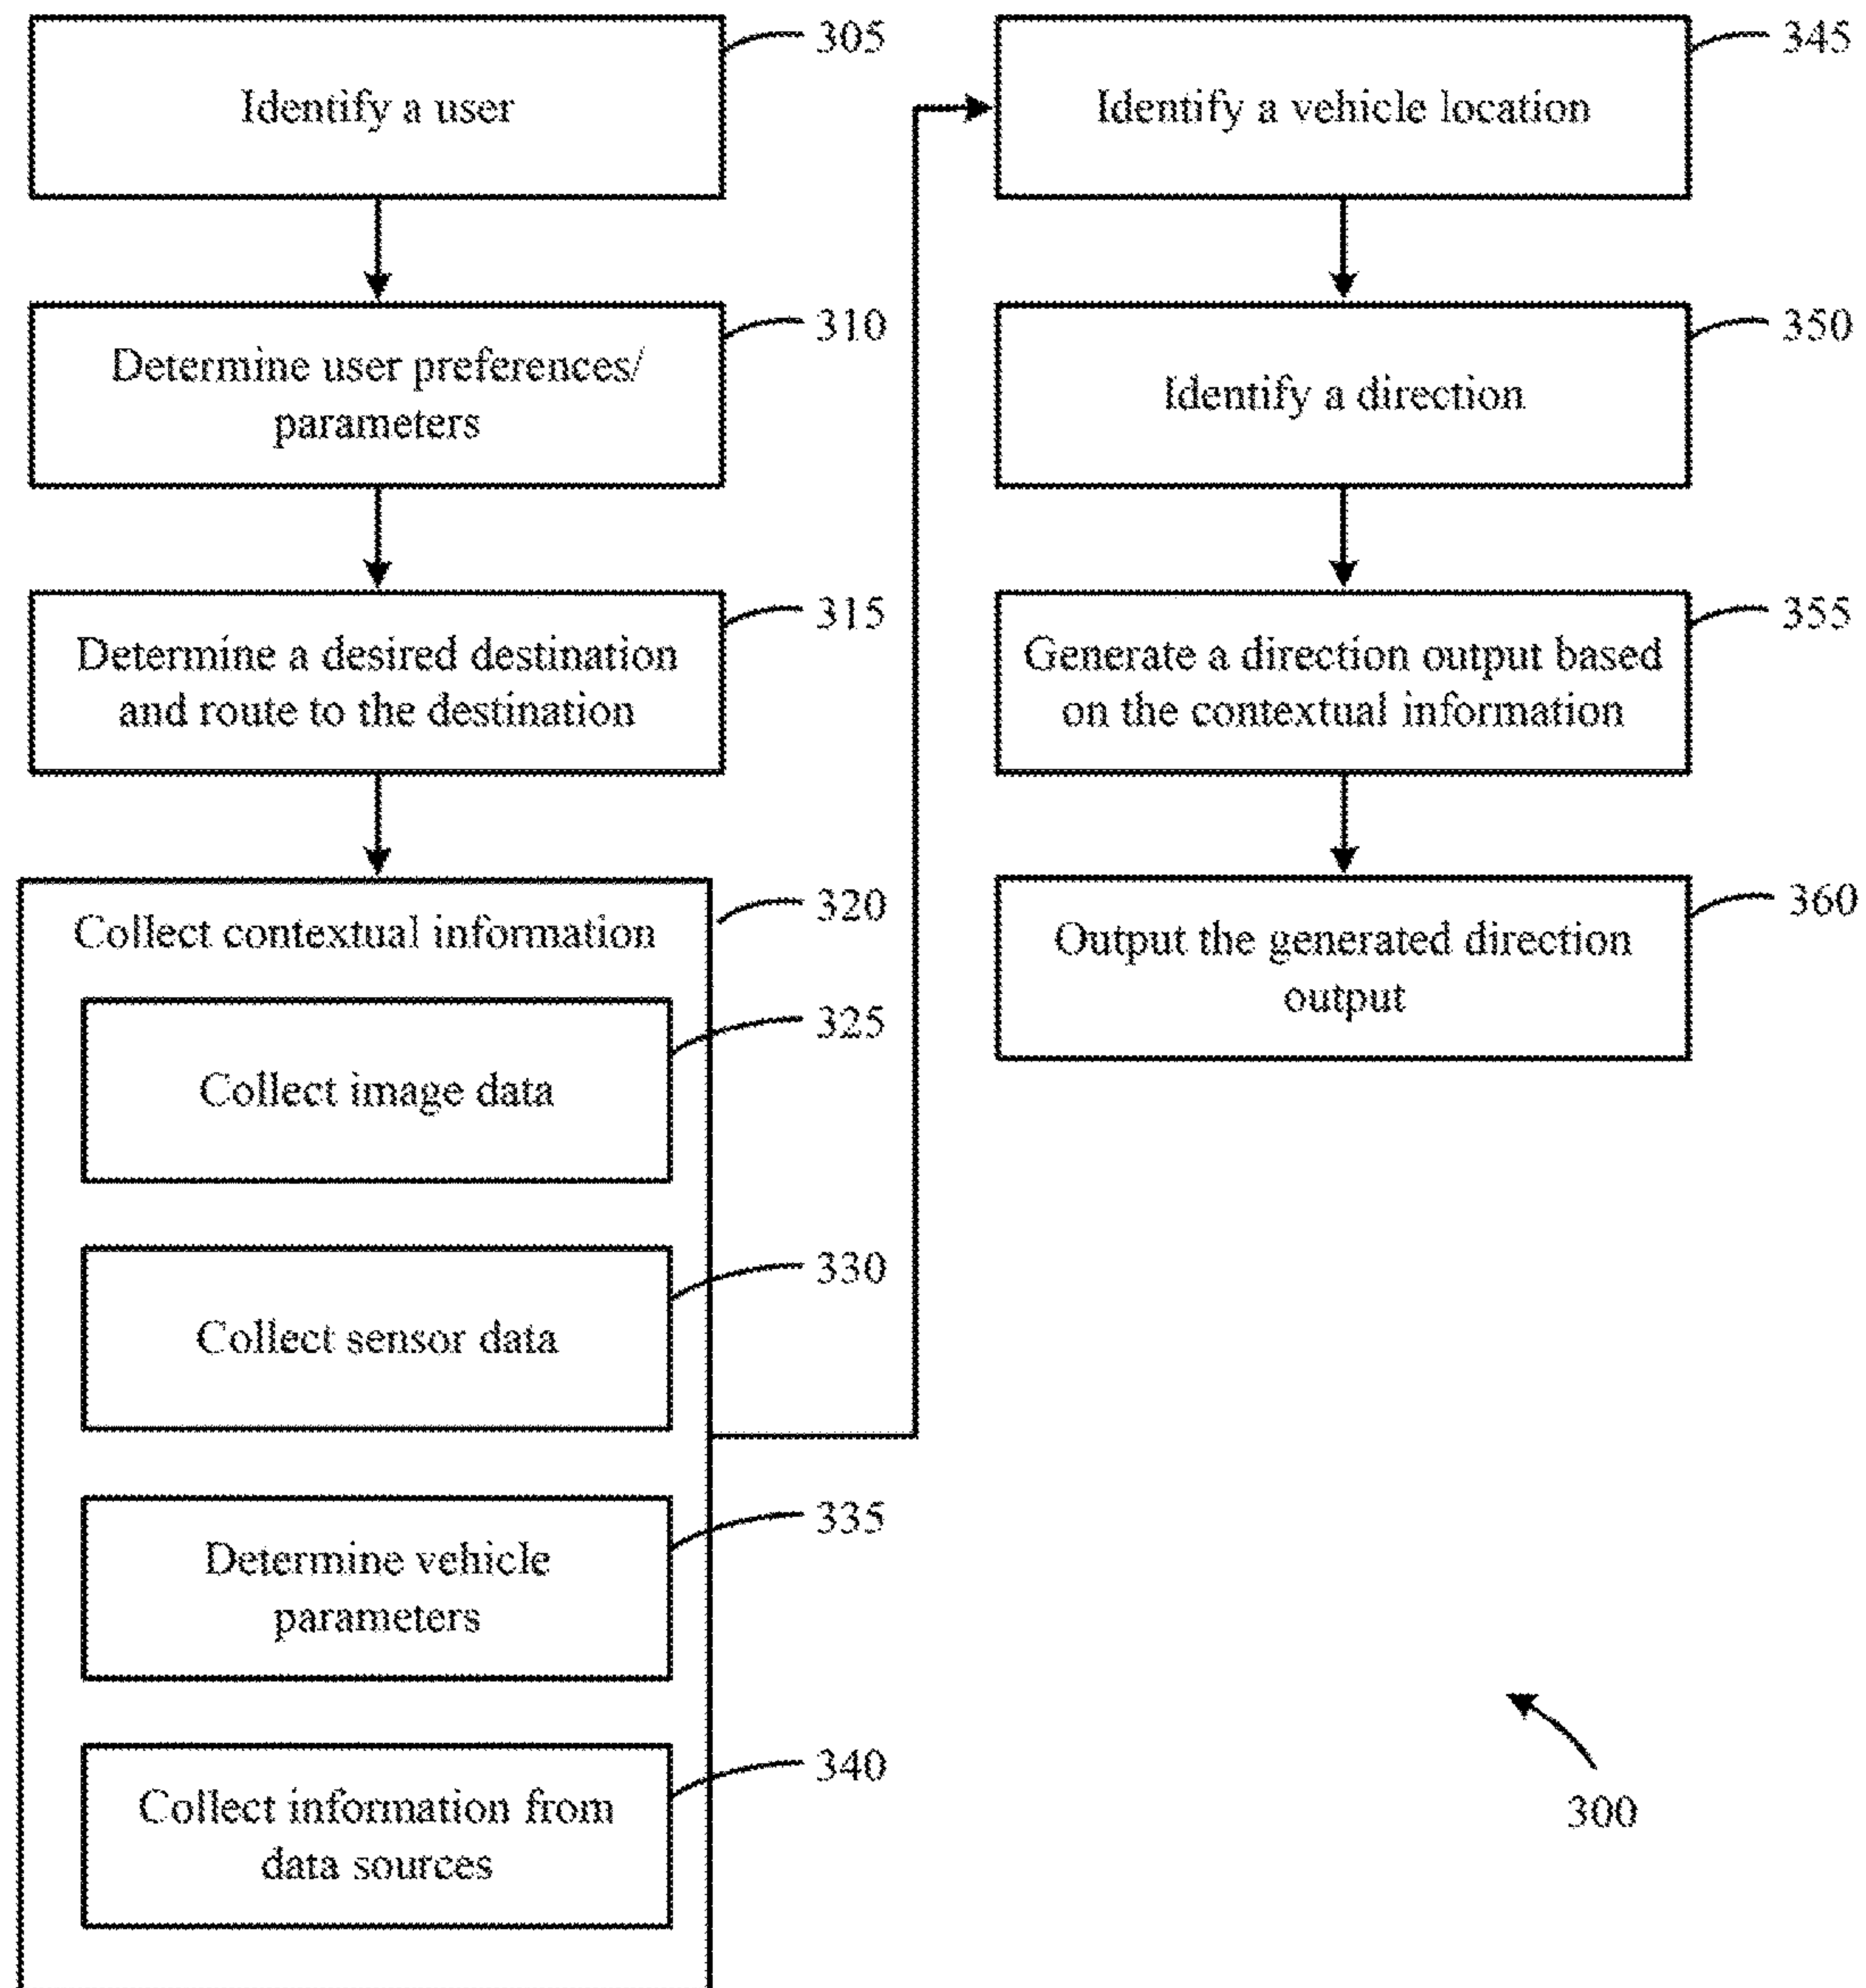 305
Identify a user
310
Determine user preferences/
parameters
315
Determine a desired destination
and route to the destination
320
Collect contextual information
325
Collect image data
330
Collect sensor data
335
Determine vehicle
parameters
340
Collect information from
data sources
345
Identify a vehicle location
350
Identify a direction
355
Generate a direction output based
on the contextual information
360
Output the generated direction
output
300